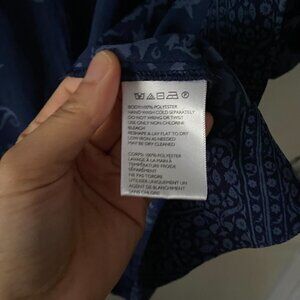 BODY:100% POLYESTER
HAND WASH COLD SEPARATELY
DO NOT WRING OR TWIST
USE ONLY NON-CHLORINE
BLEACH
RESHAPE & LAY FLAT TO DRY
LOW IRON AS NEEDED
MAY BE DRY CLEANED
CORPS: 100% POLYESTER
LAVAGE À LA MAIN À
TEMPÉRATURE FROIDE
SÉPARÉMENT
NE PAS TORDRE
UTILISER UNIQUEMENT UN
AGENT DE BLANCHIMENT
SANS CHLORE